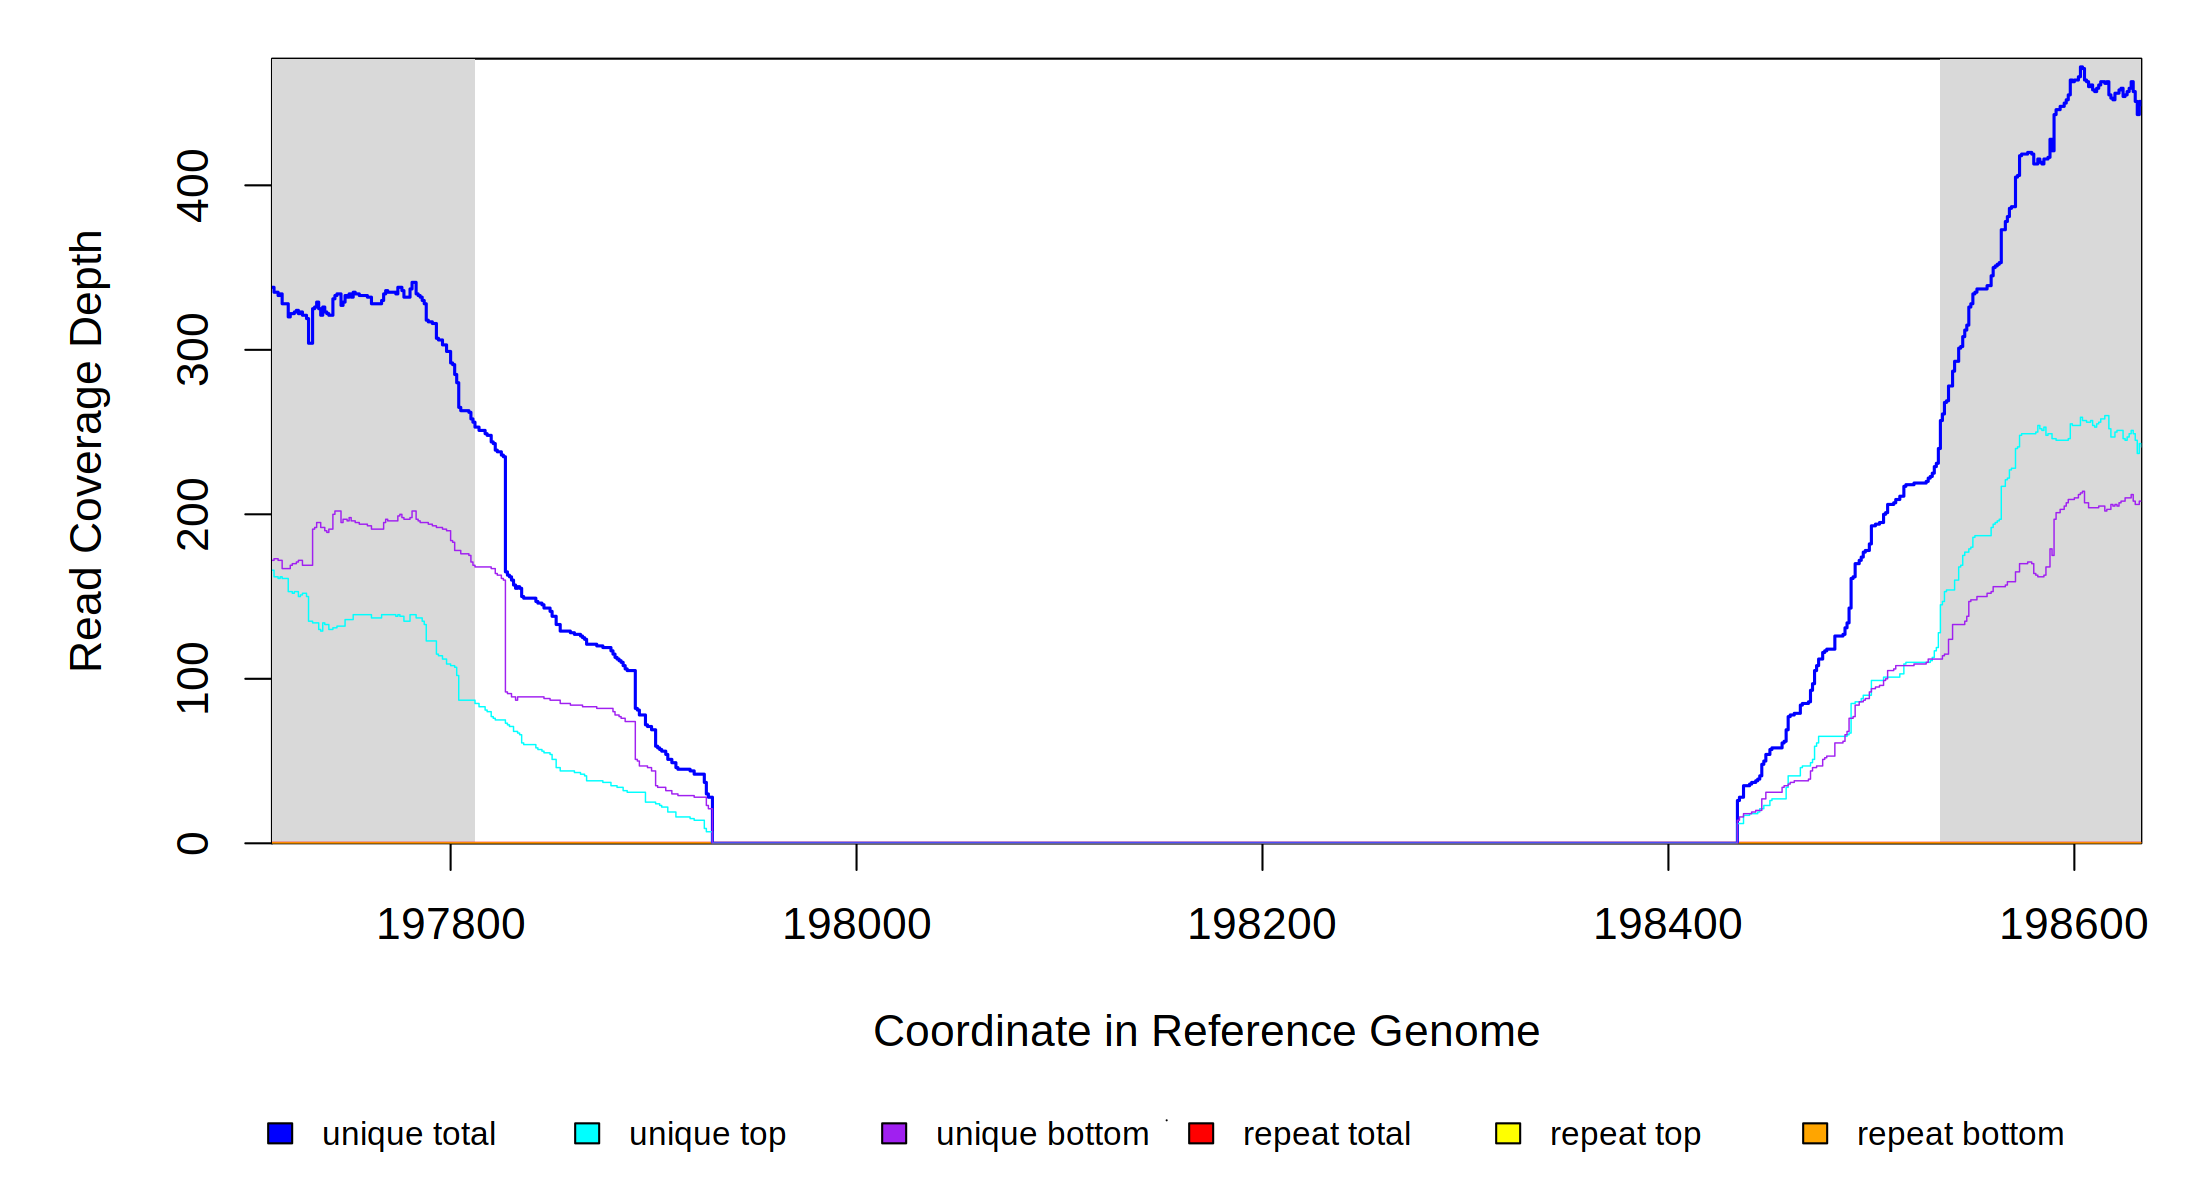 Read Coverage Depth
400
300
200
100
0
197800 198000 198200 198400 198600
Coordinate in Reference Genome
unique total unique top unique bottom repeat total repeat top repeat bottom